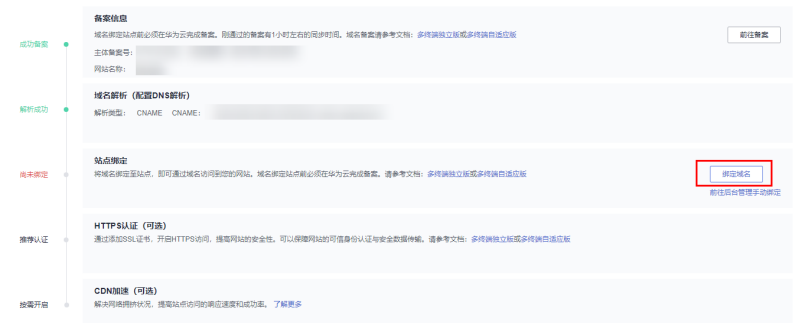 备案信息
成功备案
域名绑定站点前必须在华为云完成备案。刚通过的备案有1小时左右的同步时间。域名备案请参考文档：多终端独立版或多终端自适应版
前往备案
主体备案号：
网站名称：
域名解析（配置DNS解析）
解析成功
解析类型： CNAME CNAME：
站点绑定
尚未绑定
将域名绑定至站点，即可通过域名访问到您的网站。域名绑定站点前必须在华为云完成备案。请参考文档：多终端独立版或多终端自适应版
绑定域名
前往后台管理手动绑定
HTTPS认证（可选）
推荐认证
通过添加SSL证书，开启HTTPS访问，提高网站的安全性。可以保障网站的可信身份认证与安全数据传输。请参考文档：多终端独立版或多终端自适应版
CDN加速（可选）
按需开启
解决网络拥挤状况，提高站点访问的响应速度和成功率。 了解更多